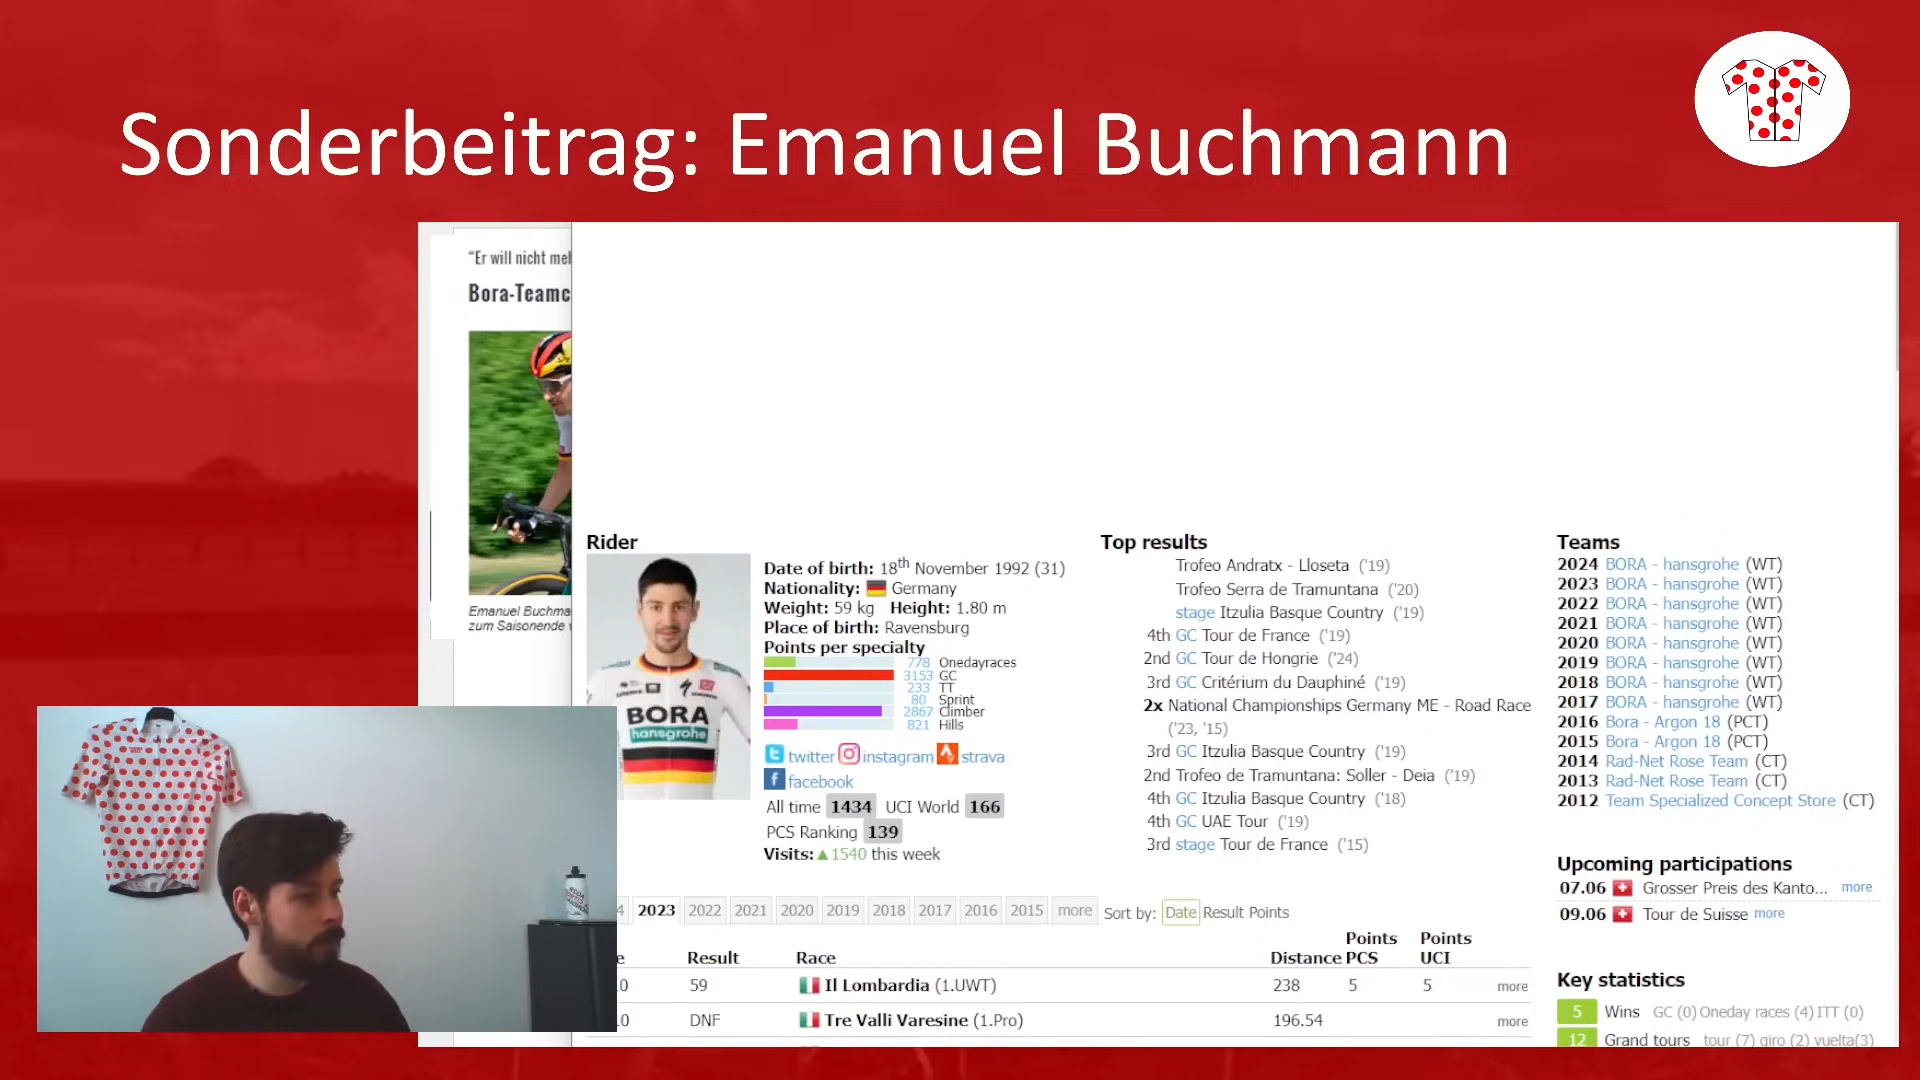 Sonderbeitrag: Emanuel Buchmann
"Er will nicht mel
Bora-Teamc
Emanuel Buchma
zum Saisonende
Rider
Date of birth: 18th November 1992 (31)
Nationality: Germany
Weight: 59 kg Height: 1.80 m
Place of birth: Ravensburg
Points per specialty
778 Onedayraces
3153 GC
233 TT
80 Sprint
2867 Climber
821 Hills
twitter instagram strava
facebook
All time 1434 UCI World 166
PCS Ranking 139
Visits: ▲1540 this week
BORA
hansgrohe
Top results
Trofeo Andratx - Lloseta ('19)
Trofeo Serra de Tramuntana ('20)
stage Itzulia Basque Country ('19)
4th GC Tour de France ('19)
2nd GC Tour de Hongrie ('24)
3rd GC Critérium du Dauphiné ('19)
2x National Championships Germany ME - Road Race
('23, '15)
3rd GC Itzulia Basque Country ('19)
2nd Trofeo de Tramuntana: Soller - Deia ('19)
4th GC Itzulia Basque Country ('18)
4th GC UAE Tour ('19)
3rd stage Tour de France ('15)
Teams
2024 BORA - hansgrohe (WT)
2023 BORA - hansgrohe (WT)
2022 BORA - hansgrohe (WT)
2021 BORA - hansgrohe (WT)
2020 BORA - hansgrohe (WT)
2019 BORA - hansgrohe (WT)
2018 BORA - hansgrohe (WT)
2017 BORA - hansgrohe (WT)
2016 Bora - Argon 18 (PCT)
2015 Bora - Argon 18 (PCT)
2014 Rad-Net Rose Team (CT)
2013 Rad-Net Rose Team (CT)
2012 Team Specialized Concept Store (CT)
Upcoming participations
07.06 Grosser Preis des Kanto... more
09.06 Tour de Suisse more
Key statistics
5 Wins GC (0) Oneday races (4) ITT (0)
12 Grand tours tour (7) giro (2) vuelta(3)
4 2023 2022 2021 2020 2019 2018 2017 2016 2015 more Sort by: Date Result Points
e Result Race Distance Points PCS Points UCI
.0 59 Il Lombardia (1.UWT) 238 5 5 more
.0 DNF Tre Valli Varesine (1.Pro) 196.54 more